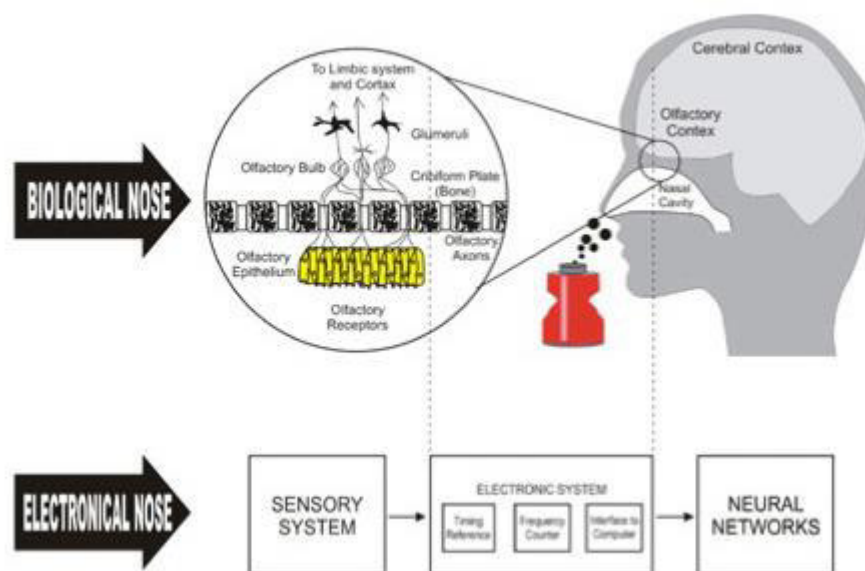 BIOLOGICAL NOSE
To Limbic system
and Cortax
Glumeruli
Olfactory Bulb
Cribiform Plate
(Bone)
Olfactory
Axons
Olfactory
Epithelium
Olfactory
Receptors
Cerebral Contex
Olfactory
Contex
Nasal
Cavity
ELECTRONICAL NOSE
SENSORY
SYSTEM
ELECTRONIC SYSTEM
Timing
Reference
Frequency
Counter
Interface to
Computer
NEURAL
NETWORKS